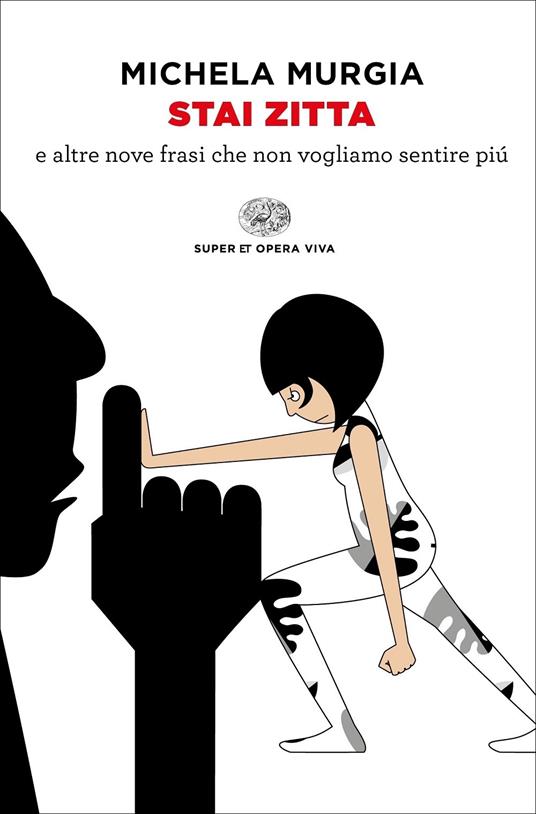 MICHELA MURGIA
STAI ZITTA
e altre nove frasi che non vogliamo sentire piú
SUPER ET OPERA VIVA